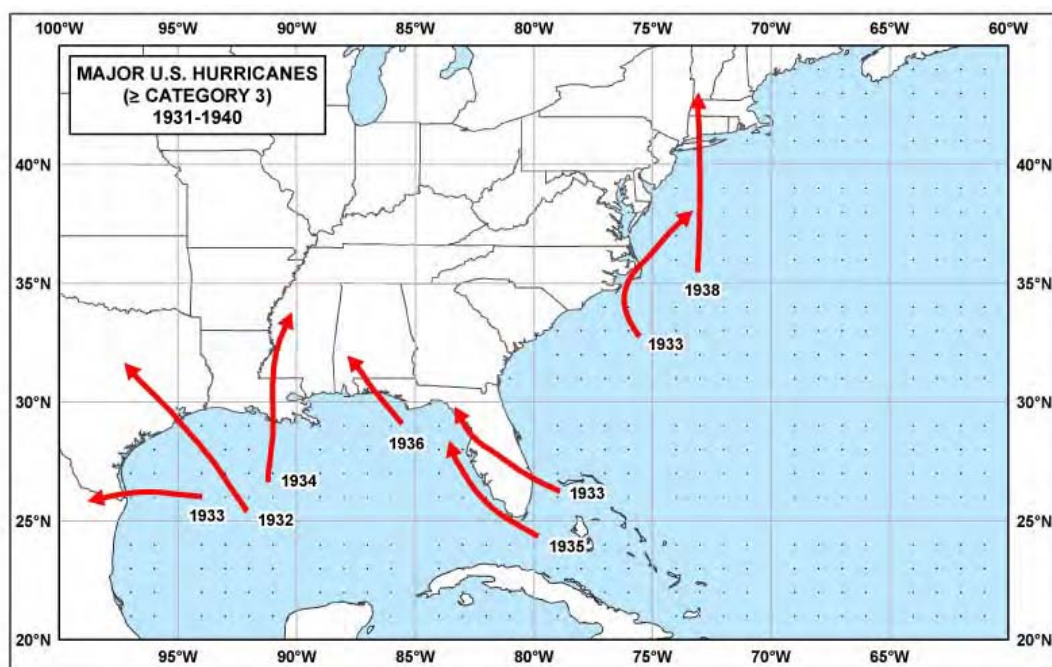 100°W 95°W 90°W 85°W 80°W 75°W 70°W 65°W 60°W
MAJOR U.S. HURRICANES
(≥ CATEGORY 3)
1931-1940
40°N 40°N
35°N 35°N
1938
1933
30°N 30°N
1936
1934
1933
1933
1932
25°N 25°N
1935
20°N 20°N
95°W 90°W 85°W 80°W 75°W 70°W 65°W